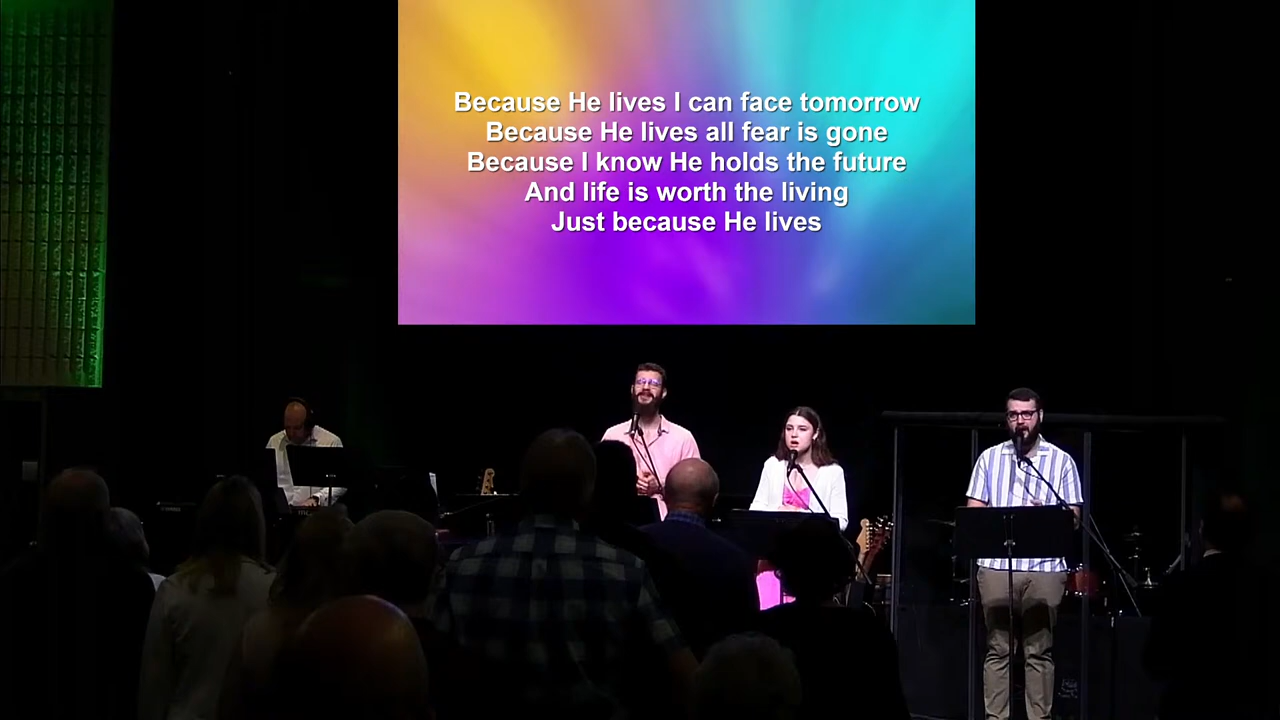 Because He lives I can face tomorrow
Because He lives all fear is gone
Because I know He holds the future
And life is worth the living
Just because He lives